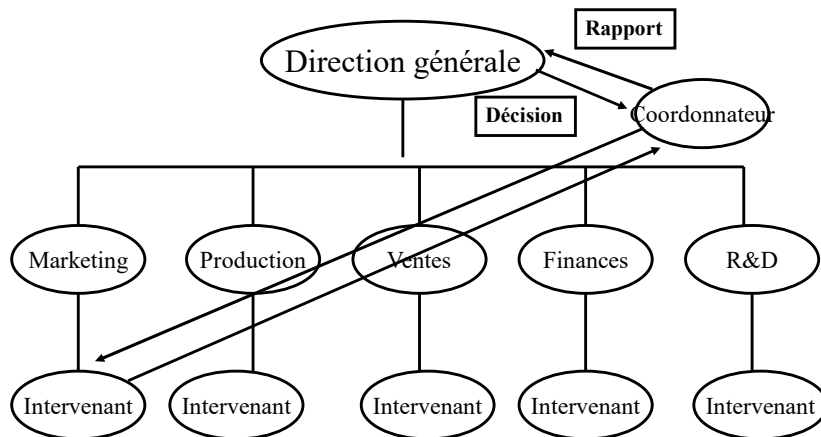 Rapport
Direction générale
Décision
Coordonnateur
Marketing
Production
Ventes
Finances
R&D
Intervenant
Intervenant
Intervenant
Intervenant
Intervenant